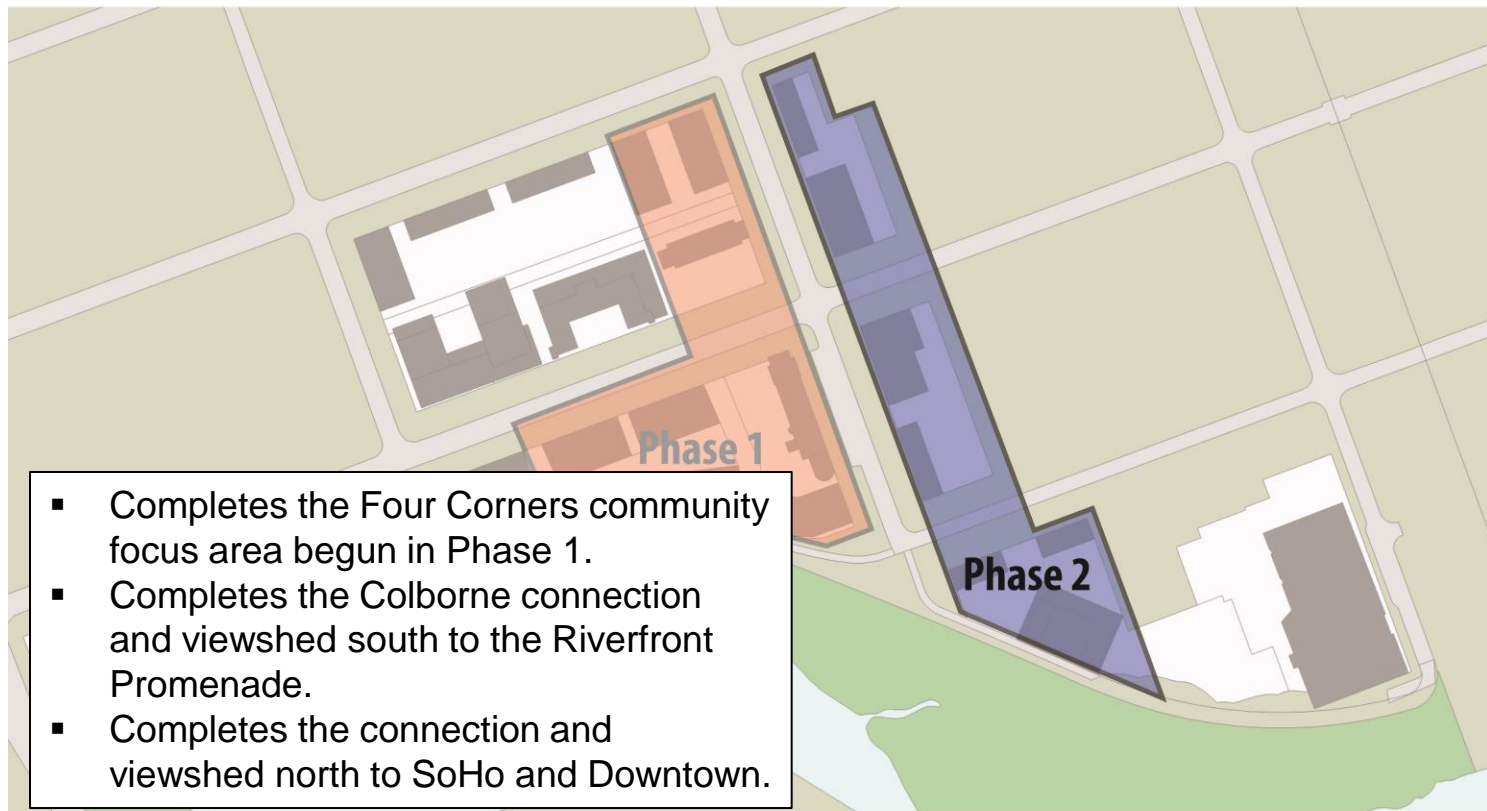 Phase 1
▪ Completes the Four Corners community
focus area begun in Phase 1.
▪ Completes the Colborne connection
and viewshed south to the Riverfront
Promenade.
▪ Completes the connection and
viewshed north to SoHo and Downtown.
Phase 2